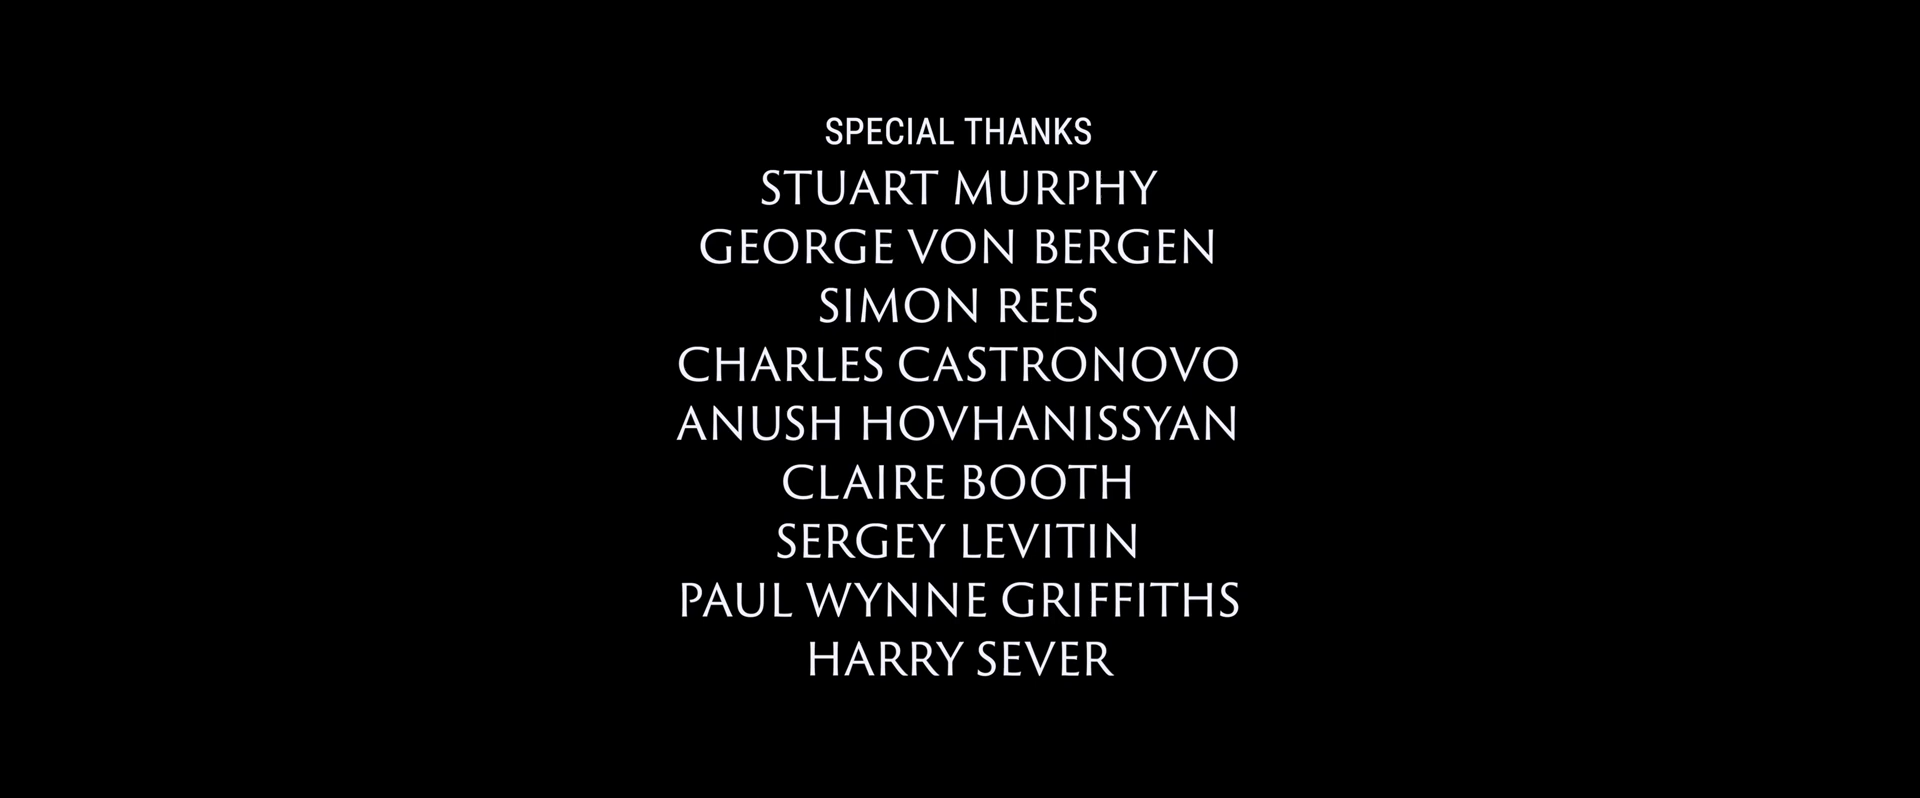 SPECIAL THANKS
STUART MURPHY
GEORGE VON BERGEN
SIMON REES
CHARLES CASTRONOVO
ANUSH HOVHANISSYAN
CLAIRE BOOTH
SERGEY LEVITIN
PAUL WYNNE GRIFFITHS
HARRY SEVER